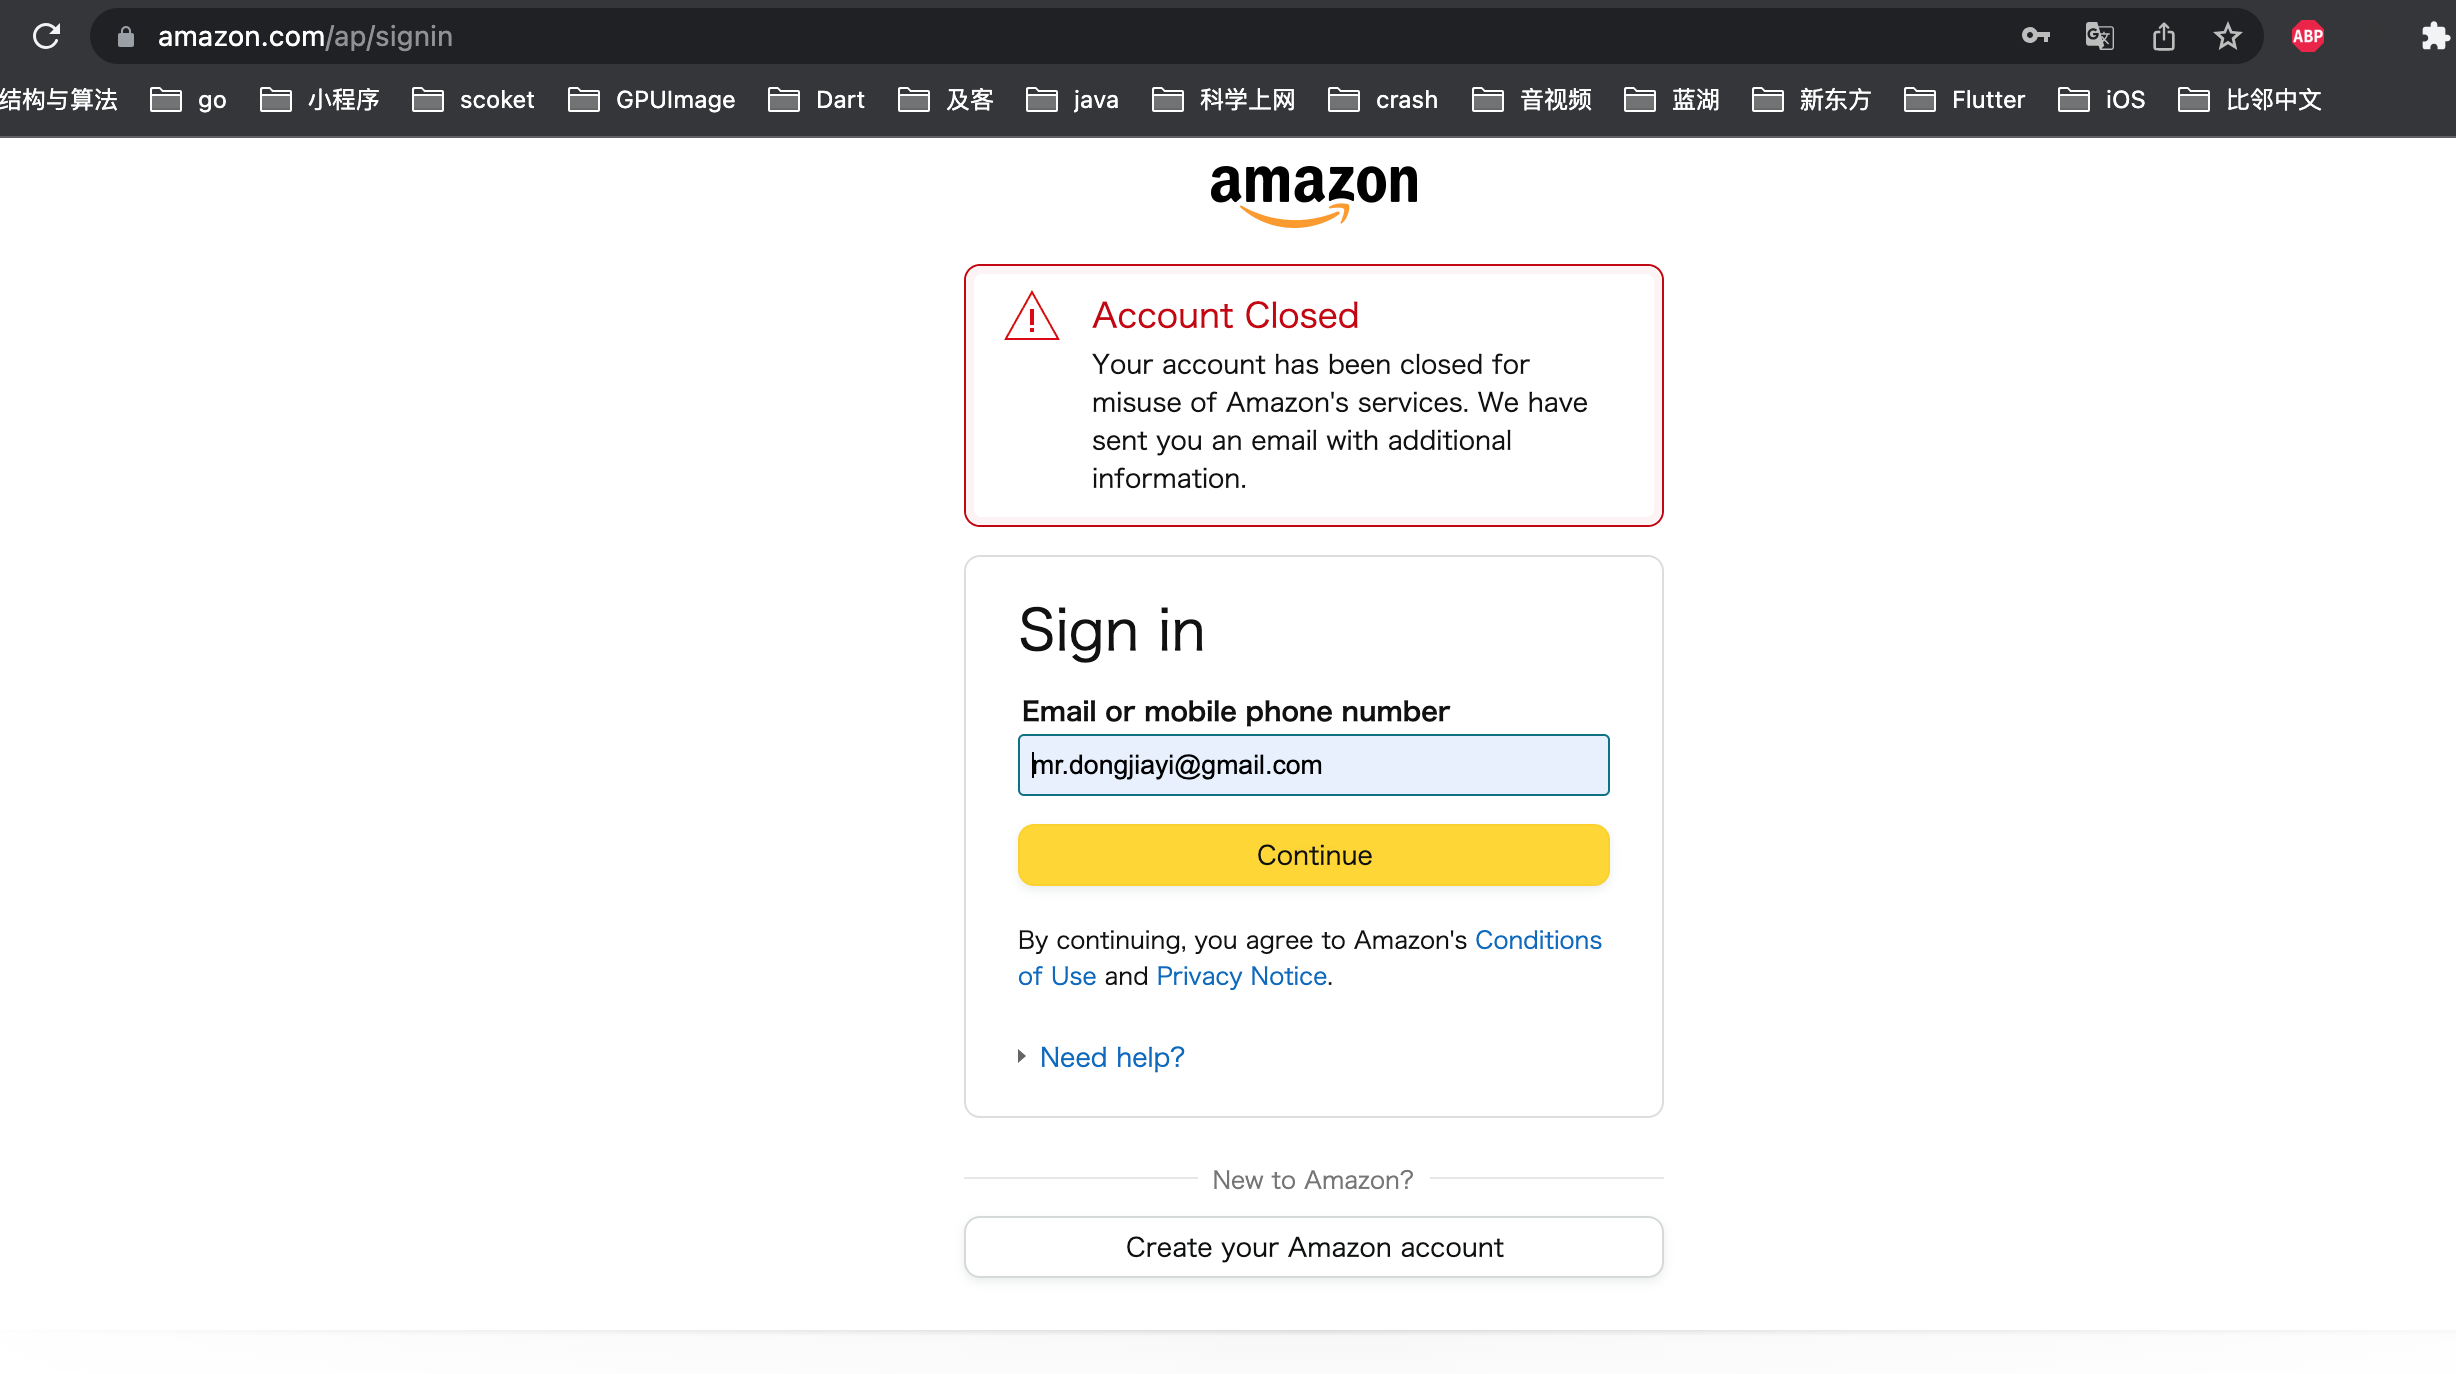 amazon.com/ap/signin
ABP
结构与算法 go 小程序 scoket GPUImage Dart 及客 java 科学上网 crash 音视频 蓝湖 新东方 Flutter iOS 比邻中文
amazon
Account Closed
Your account has been closed for
misuse of Amazon's services. We have
sent you an email with additional
information.
Sign in
Email or mobile phone number
mr.dongjiayi@gmail.com
Continue
By continuing, you agree to Amazon's Conditions
of Use and Privacy Notice.
Need help?
New to Amazon?
Create your Amazon account